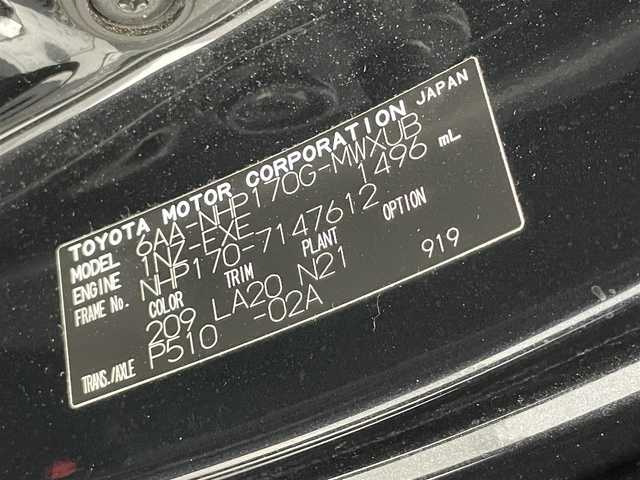 TOYOTA MOTOR CORPORATION JAPAN
MODEL 6AA-NHP170G-MWXUB
ENGINE 1NZ-EXE 1496 mL
FRAME No. NHP170-7147612
COLOR TRIM PLANT OPTION
209 LA20 N21 919
TRANS./AXLE P510 -02A